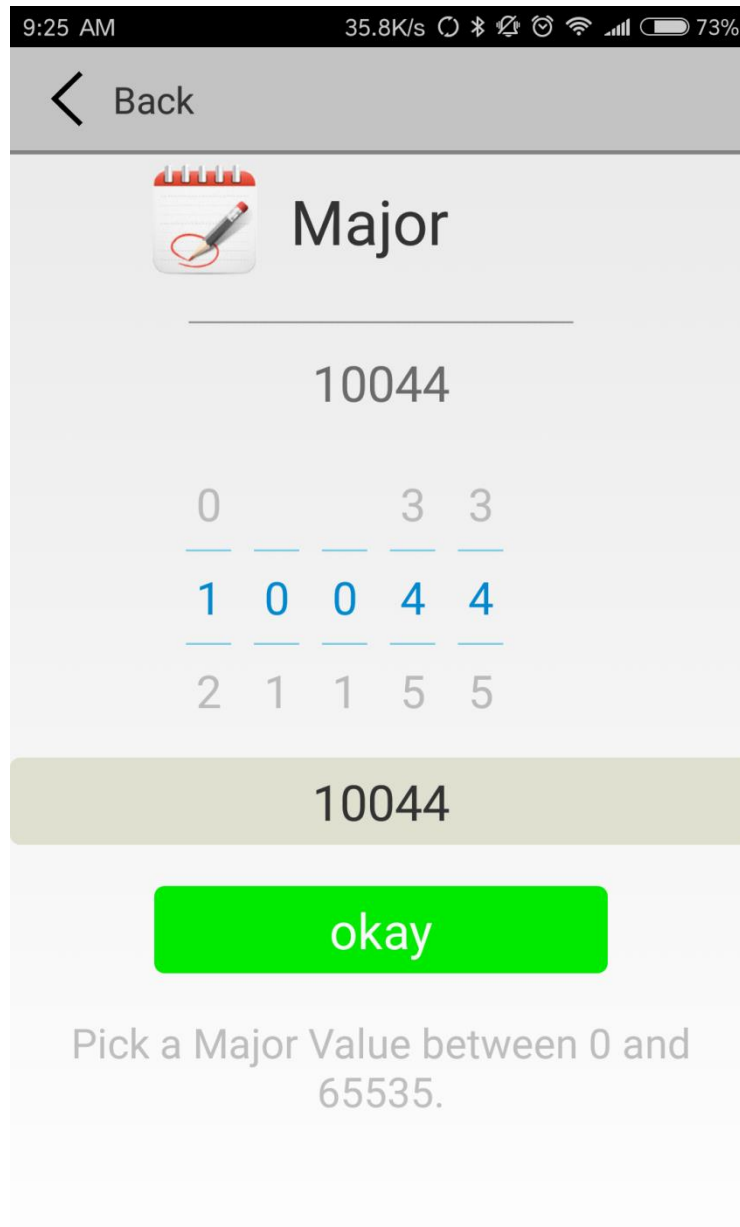 9:25 AM 35.8K/s 73%
Back
Major
10044
0 3 3
1 0 0 4 4
2 1 1 5 5
10044
okay
Pick a Major Value between 0 and
65535.